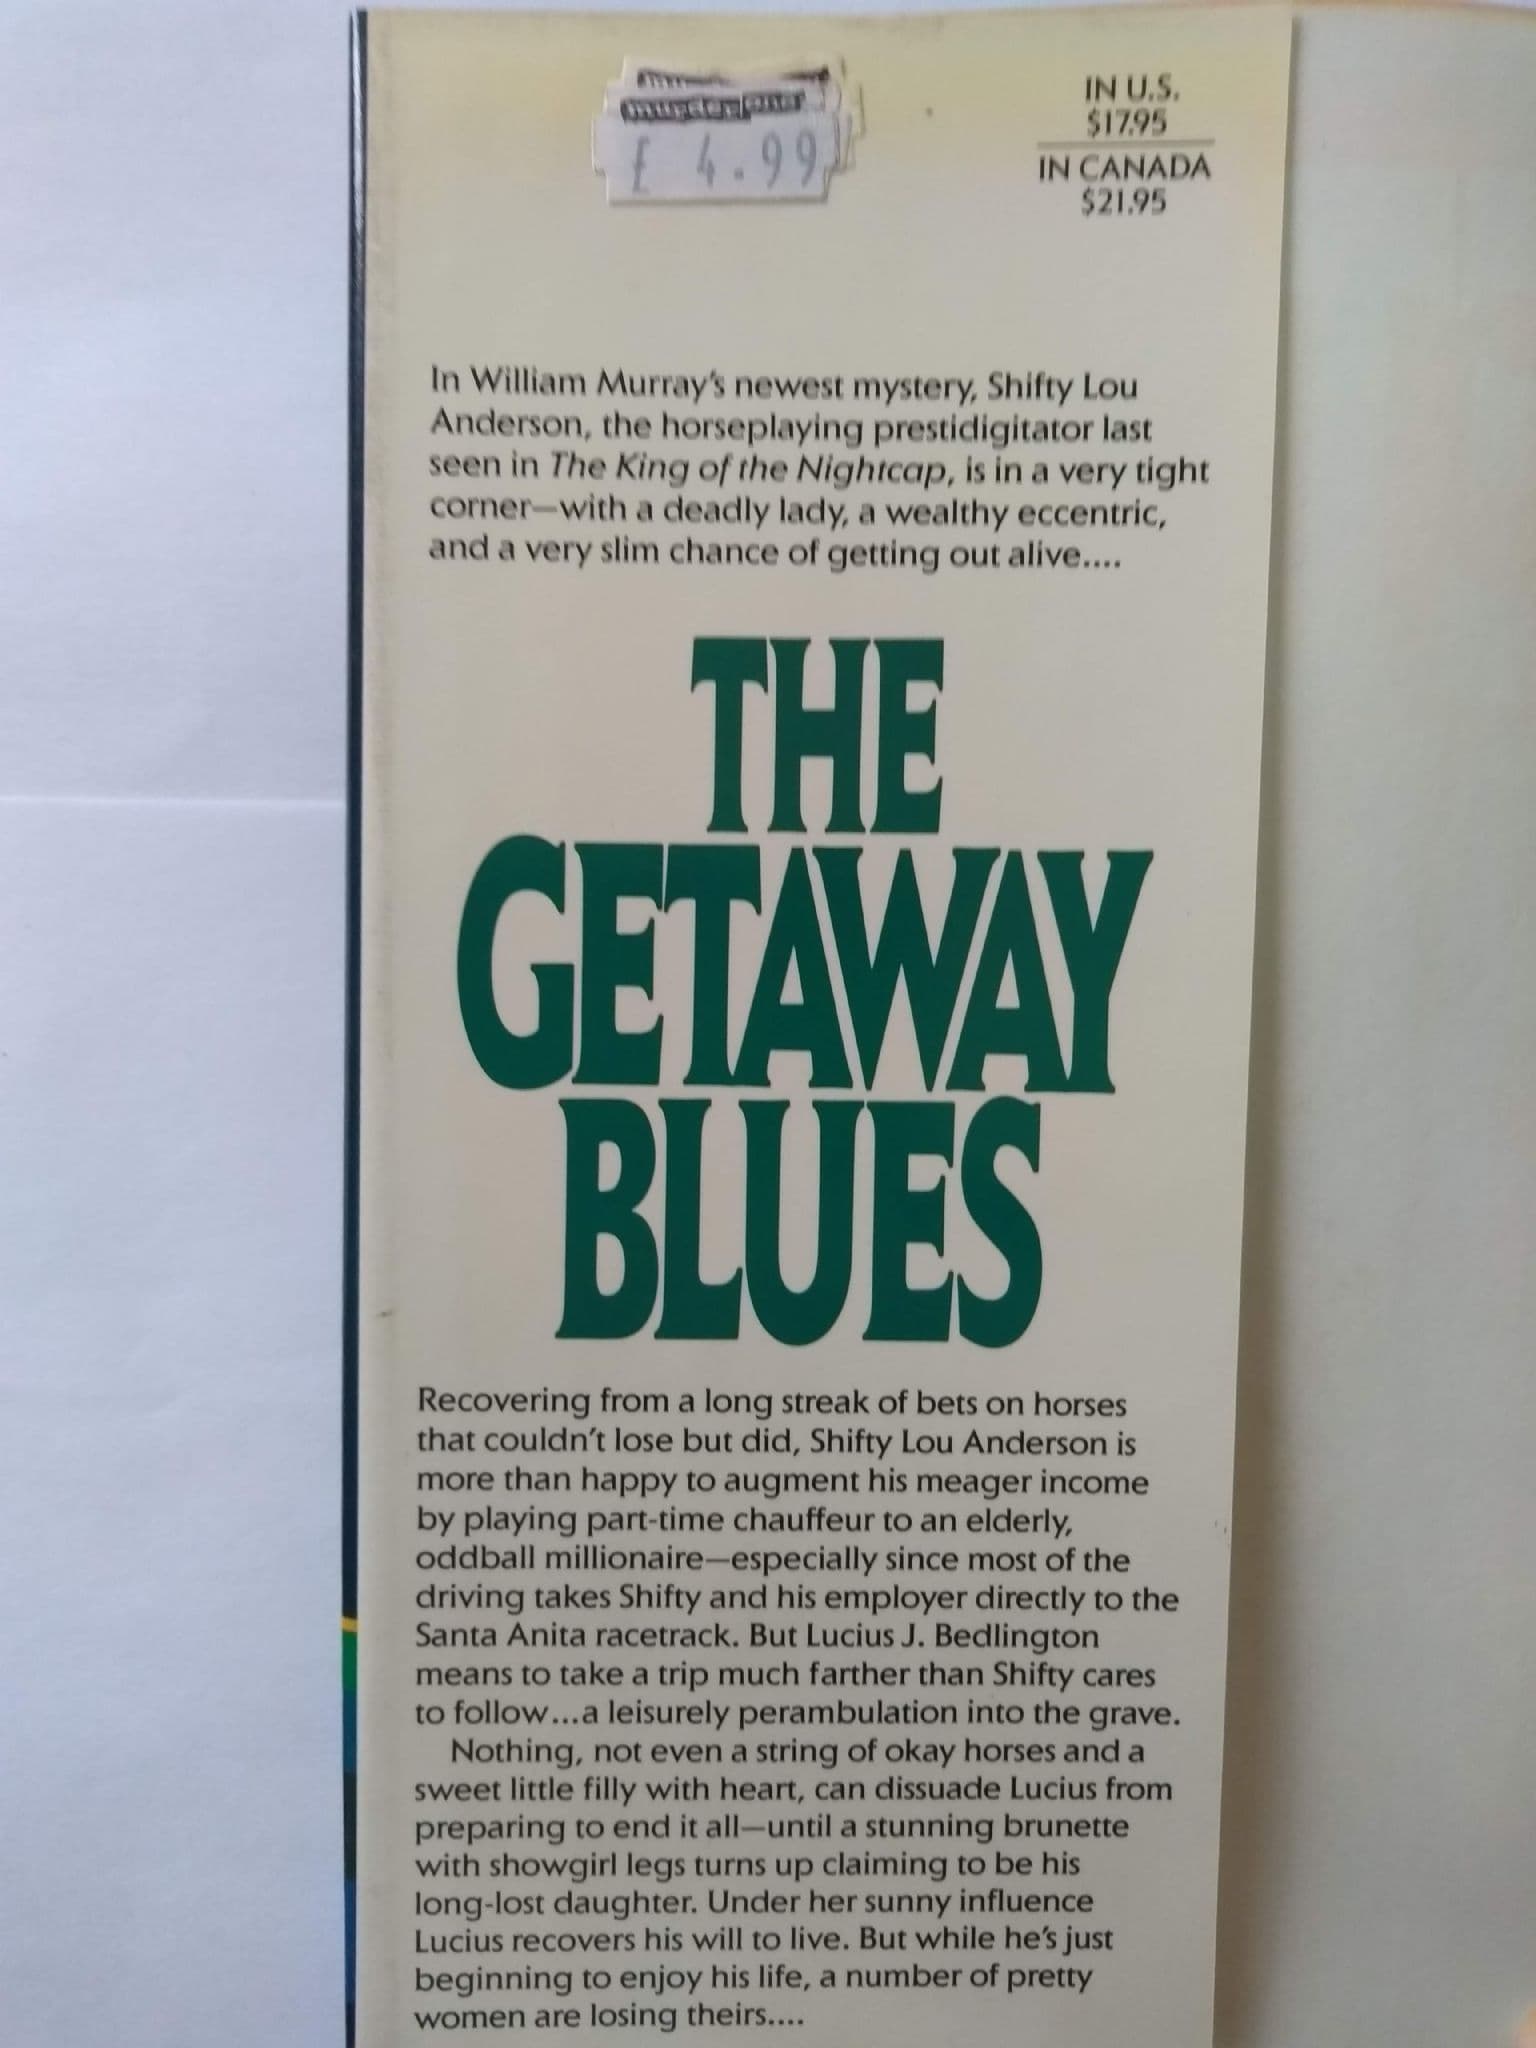 murder one
£ 4.99
IN U.S.
$17.95
IN CANADA
$21.95
In William Murray's newest mystery, Shifty Lou
Anderson, the horseplaying prestidigitator last
seen in The King of the Nightcap, is in a very tight
corner—with a deadly lady, a wealthy eccentric,
and a very slim chance of getting out alive....
THE
GETAWAY
BLUES
Recovering from a long streak of bets on horses
that couldn't lose but did, Shifty Lou Anderson is
more than happy to augment his meager income
by playing part-time chauffeur to an elderly,
oddball millionaire—especially since most of the
driving takes Shifty and his employer directly to the
Santa Anita racetrack. But Lucius J. Bedlington
means to take a trip much farther than Shifty cares
to follow...a leisurely perambulation into the grave.
Nothing, not even a string of okay horses and a
sweet little filly with heart, can dissuade Lucius from
preparing to end it all—until a stunning brunette
with showgirl legs turns up claiming to be his
long-lost daughter. Under her sunny influence
Lucius recovers his will to live. But while he's just
beginning to enjoy his life, a number of pretty
women are losing theirs....